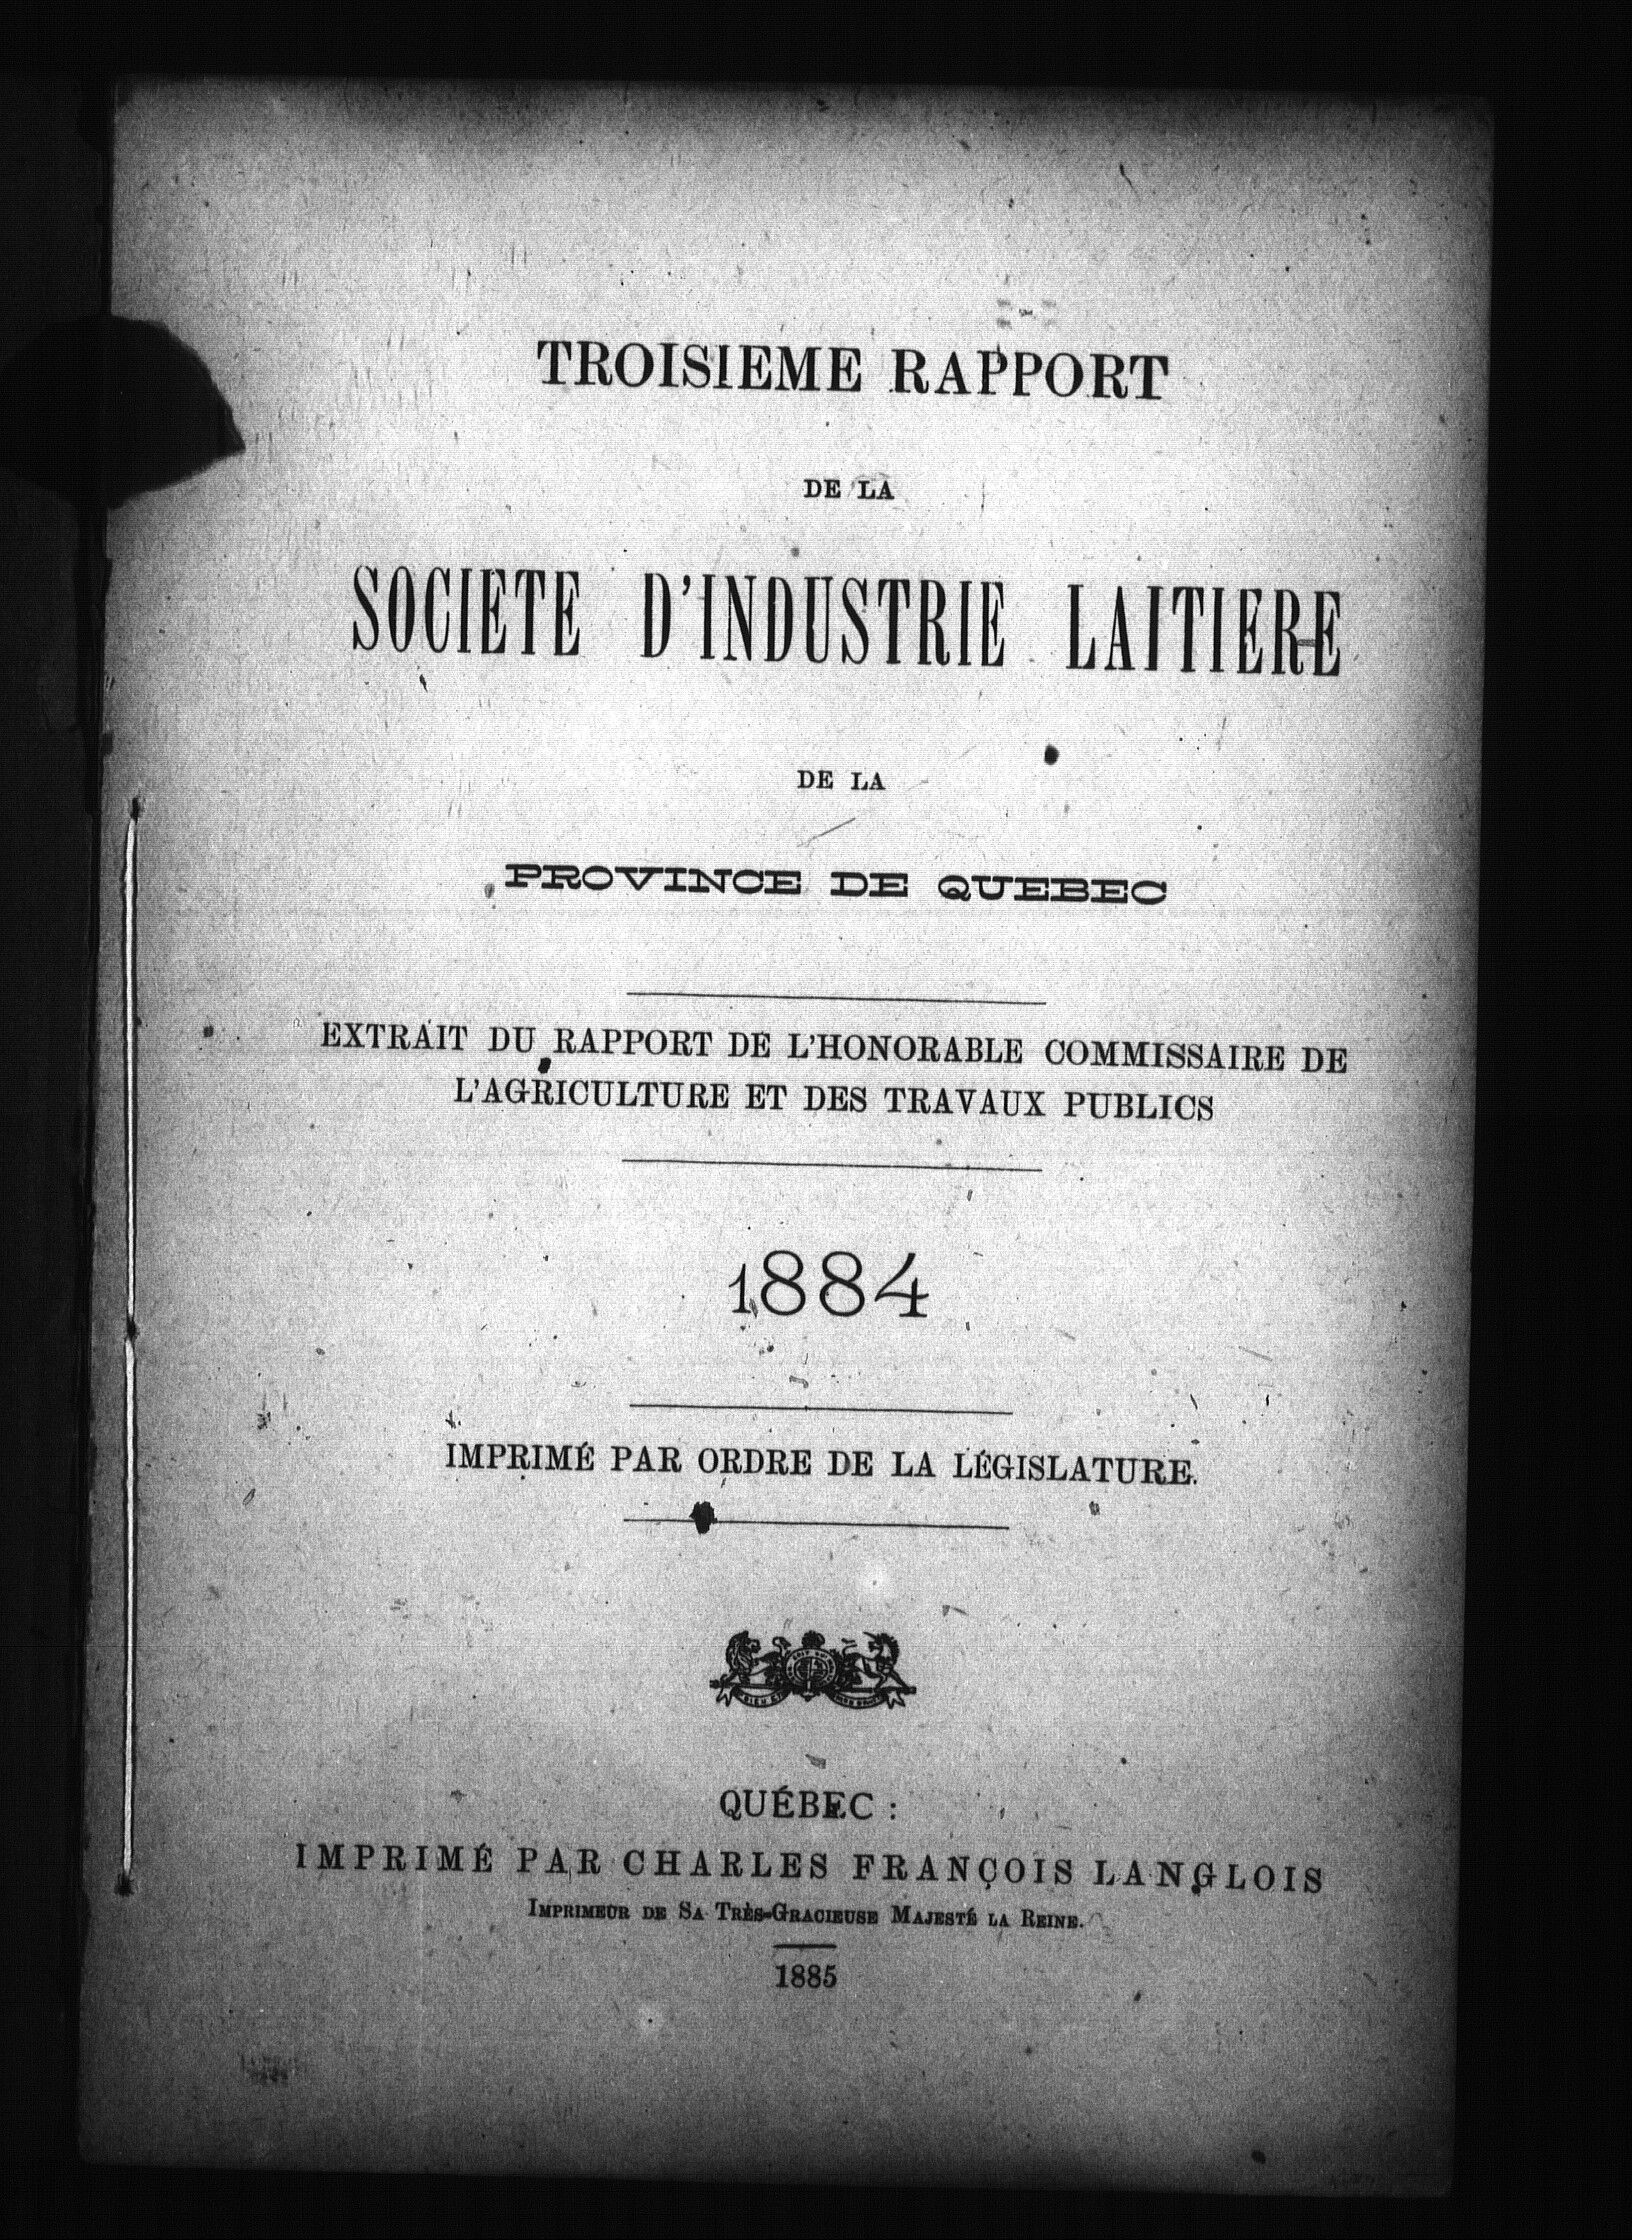 TROISIEME RAPPORT
DE LA
SOCIETE D'INDUSTRIE LAITIERE
DE LA
PROVINCE DE QUEBEC
EXTRAIT DU RAPPORT DE L'HONORABLE COMMISSAIRE DE
L'AGRICULTURE ET DES TRAVAUX PUBLICS
1884
IMPRIMÉ PAR ORDRE DE LA LÉGISLATURE.
QUÉBEC :
IMPRIMÉ PAR CHARLES FRANÇOIS LANGLOIS
IMPRIMEUR DE SA TRÈS-GRACIEUSE MAJESTÉ LA REINE.
1885